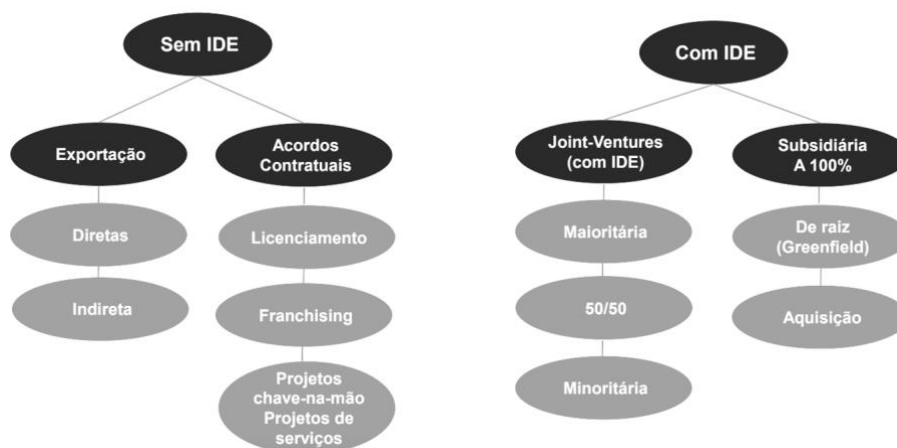 Sem IDE
Exportação
Diretas
Indireta
Acordos
Contratuais
Licenciamento
Franchising
Projetos
chave-na-mão
Projetos de
serviços
Com IDE
Joint-Ventures
(com IDE)
Maioritária
50/50
Minoritária
Subsidiária
A 100%
De raiz
(Greenfield)
Aquisição